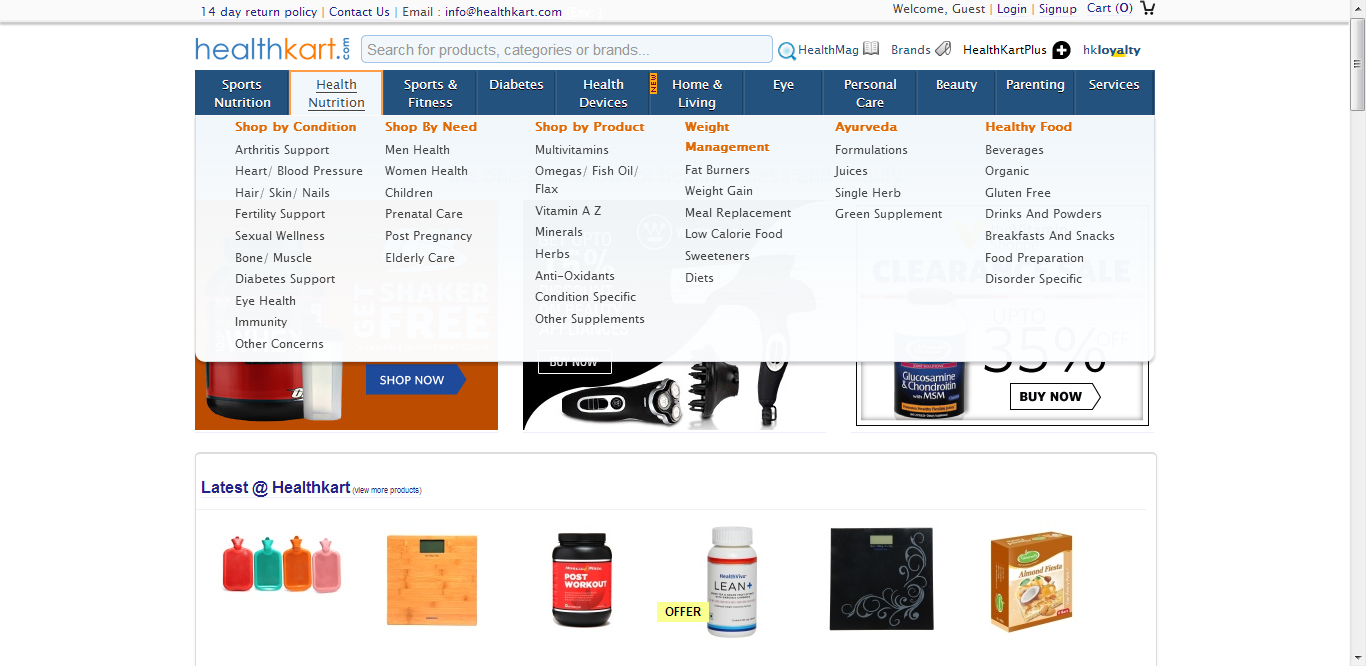 14 day return policy | Contact Us | Email : info@healthkart.com
Welcome, Guest | Login | Signup Cart (0)
healthkart.com
Search for products, categories or brands...
HealthMag Brands HealthKartPlus hkloyalty
Sports Nutrition
Health Nutrition
Sports & Fitness
Diabetes
Health Devices
NEW
Home & Living
Eye
Personal Care
Beauty
Parenting
Services
Shop by Condition
Arthritis Support
Heart/ Blood Pressure
Hair/ Skin/ Nails
Fertility Support
Sexual Wellness
Bone/ Muscle
Diabetes Support
Eye Health
Immunity
Other Concerns
Shop By Need
Men Health
Women Health
Children
Prenatal Care
Post Pregnancy
Elderly Care
Shop by Product
Multivitamins
Omegas/ Fish Oil/
Flax
Vitamin A Z
Minerals
Herbs
Anti-Oxidants
Condition Specific
Other Supplements
Weight
Management
Fat Burners
Weight Gain
Meal Replacement
Low Calorie Food
Sweeteners
Diets
Ayurveda
Formulations
Juices
Single Herb
Green Supplement
Healthy Food
Beverages
Organic
Gluten Free
Drinks And Powders
Breakfasts And Snacks
Food Preparation
Disorder Specific
GET
SHAKER
FREE
SHOP NOW
BUY NOW
CLEARANCE SALE
UPTO
35% OFF
Glucosamine
& Chondroitin
with MSM
BUY NOW
Latest @ Healthkart (view more products)
POST
WORKOUT
OFFER
HealthViva
LEAN+
Almond Fiesta